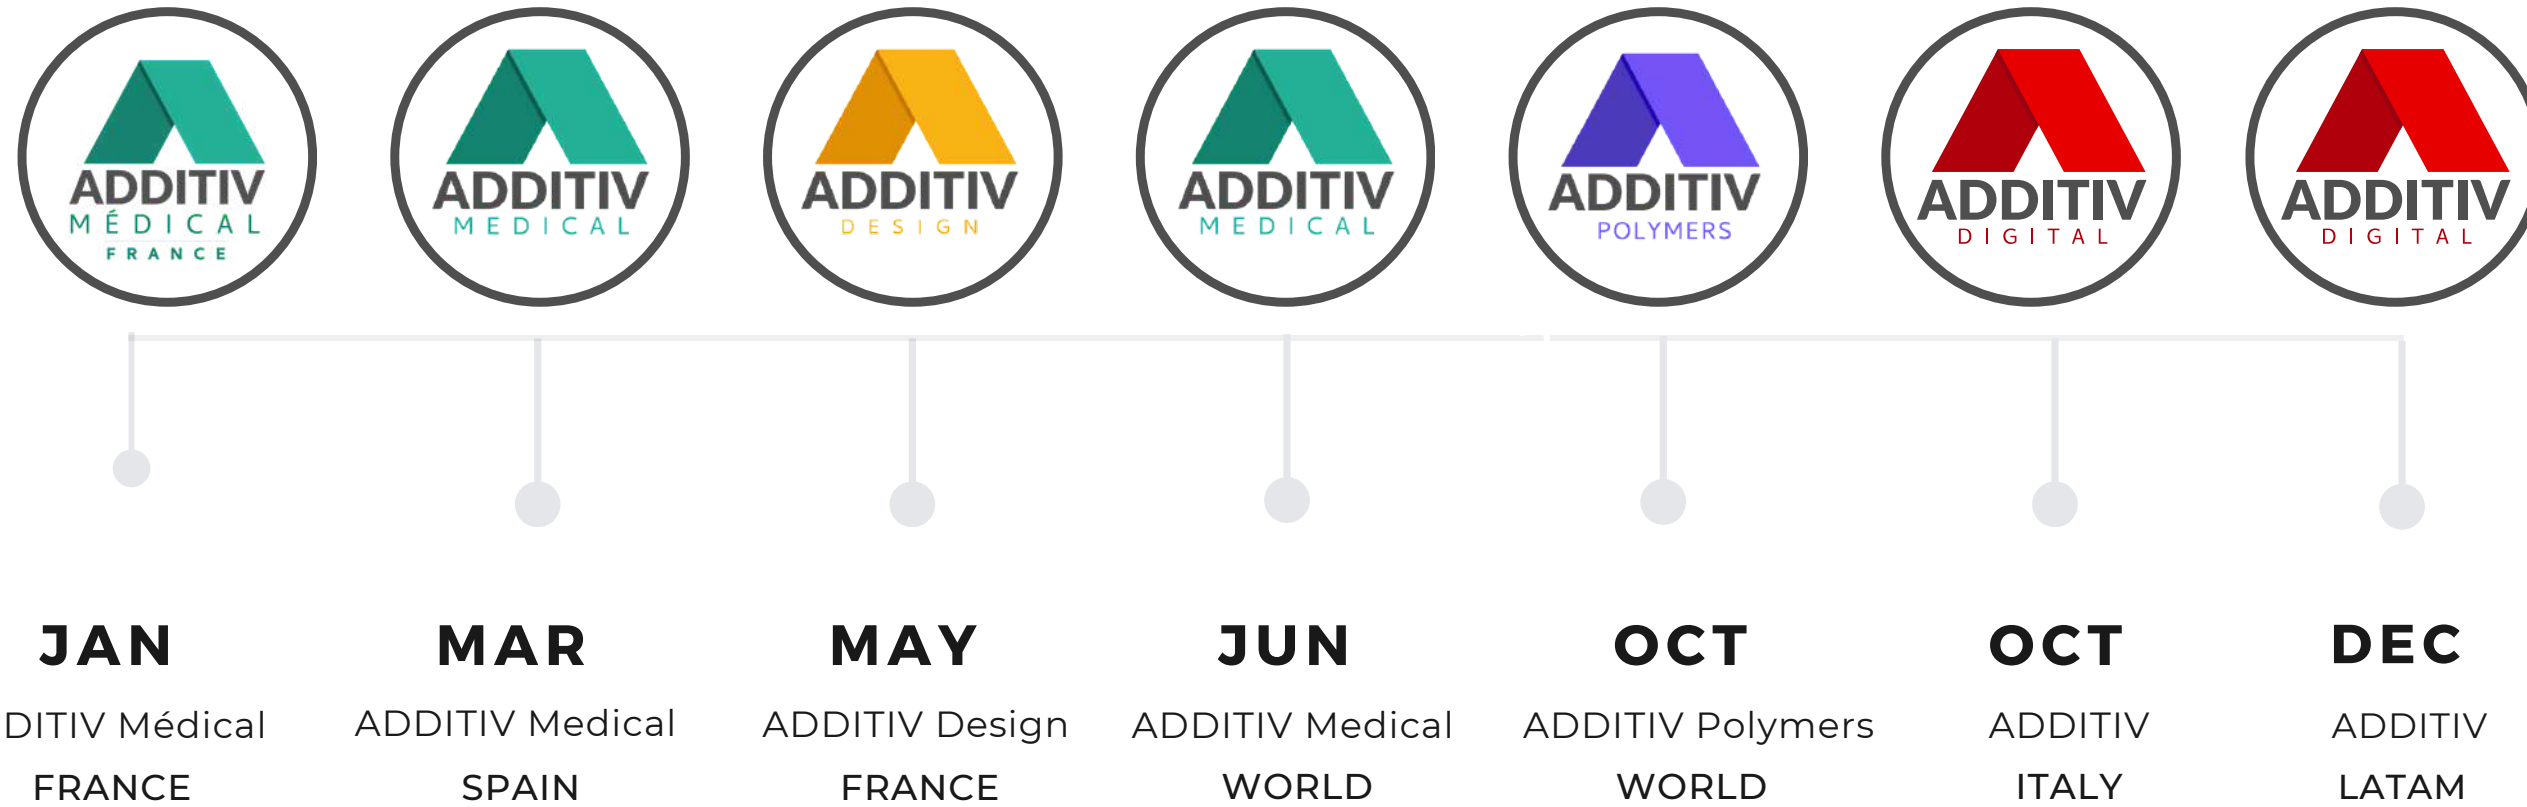 ADDITIV
MÉDICAL
FRANCE
ADDITIV
MEDICAL
ADDITIV
DESIGN
ADDITIV
MEDICAL
ADDITIV
POLYMERS
ADDITIV
DIGITAL
ADDITIV
DIGITAL
JAN
DITIV Médical
FRANCE
MAR
ADDITIV Medical
SPAIN
MAY
ADDITIV Design
FRANCE
JUN
ADDITIV Medical
WORLD
OCT
ADDITIV Polymers
WORLD
OCT
ADDITIV
ITALY
DEC
ADDITIV
LATAM